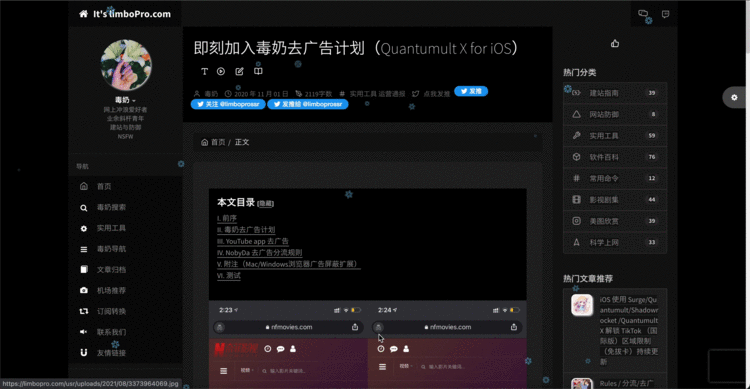 It's limboPro.com
毒奶
网上冲浪爱好者
业余斜杆青年
建站与防御
NSFW
导航
首页
毒奶搜索
实用工具
毒奶导航
文章归档
机场推荐
订阅转换
联系我们
友情链接
即刻加入毒奶去广告计划（Quantumult X for iOS）
毒奶 2020 年 11 月 01 日 2119字数 # 实用工具 运营通报 点我发推 发推
关注 @limboprossr 发推给 @limboprossr
首页 / 正文
本文目录 [隐藏]
I. 前序
II. 毒奶去广告计划
III. YouTube app 去广告
IV. NobyDa 去广告分流规则
V. 附注（Mac/Windows浏览器广告屏蔽扩展）
VI. 测试
2:23
nfmovies.com
视频
输入影片关键词..
2:24
nfmovies.com
视频
输入影片关键词..
热门分类
建站指南 39
网站防御 8
实用工具 59
软件百科 76
常用命令 12
影视剧集 44
美图欣赏 39
科学上网 33
热门文章推荐
iOS 使用 Surge/Qu
antumult/Shadowro
cket /Quantumult
X 解锁 TikTok （国
际版）区域限制
（免拔卡）持续更
新
Rules / 分流/去广
https://limbopro.com/usr/uploads/2021/08/3373964069.jpg